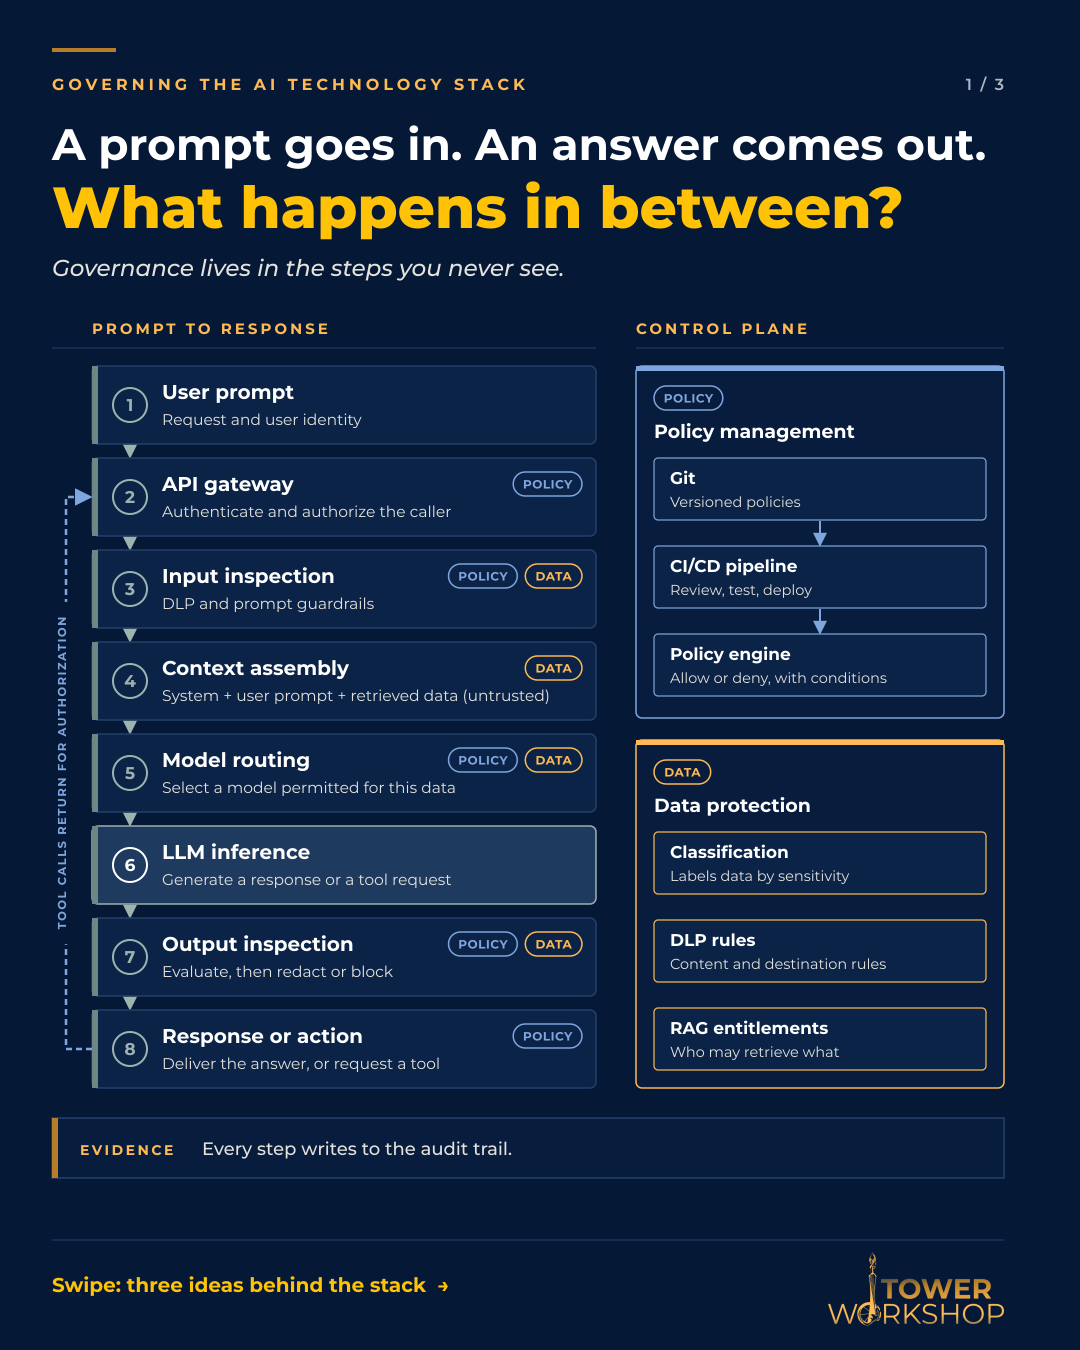 GOVERNING THE AI TECHNOLOGY STACK
1 / 3
A prompt goes in. An answer comes out.
What happens in between?
Governance lives in the steps you never see.
PROMPT TO RESPONSE
1
User prompt
Request and user identity
2
API gateway
POLICY
Authenticate and authorize the caller
3
Input inspection
POLICY
DATA
DLP and prompt guardrails
4
Context assembly
DATA
System + user prompt + retrieved data (untrusted)
5
Model routing
POLICY
DATA
Select a model permitted for this data
6
LLM inference
Generate a response or a tool request
7
Output inspection
POLICY
DATA
Evaluate, then redact or block
8
Response or action
POLICY
Deliver the answer, or request a tool
TOOL CALLS RETURN FOR AUTHORIZATION
CONTROL PLANE
POLICY
Policy management
Git
Versioned policies
CI/CD pipeline
Review, test, deploy
Policy engine
Allow or deny, with conditions
DATA
Data protection
Classification
Labels data by sensitivity
DLP rules
Content and destination rules
RAG entitlements
Who may retrieve what
EVIDENCE
Every step writes to the audit trail.
Swipe: three ideas behind the stack →
TOWER
WORKSHOP